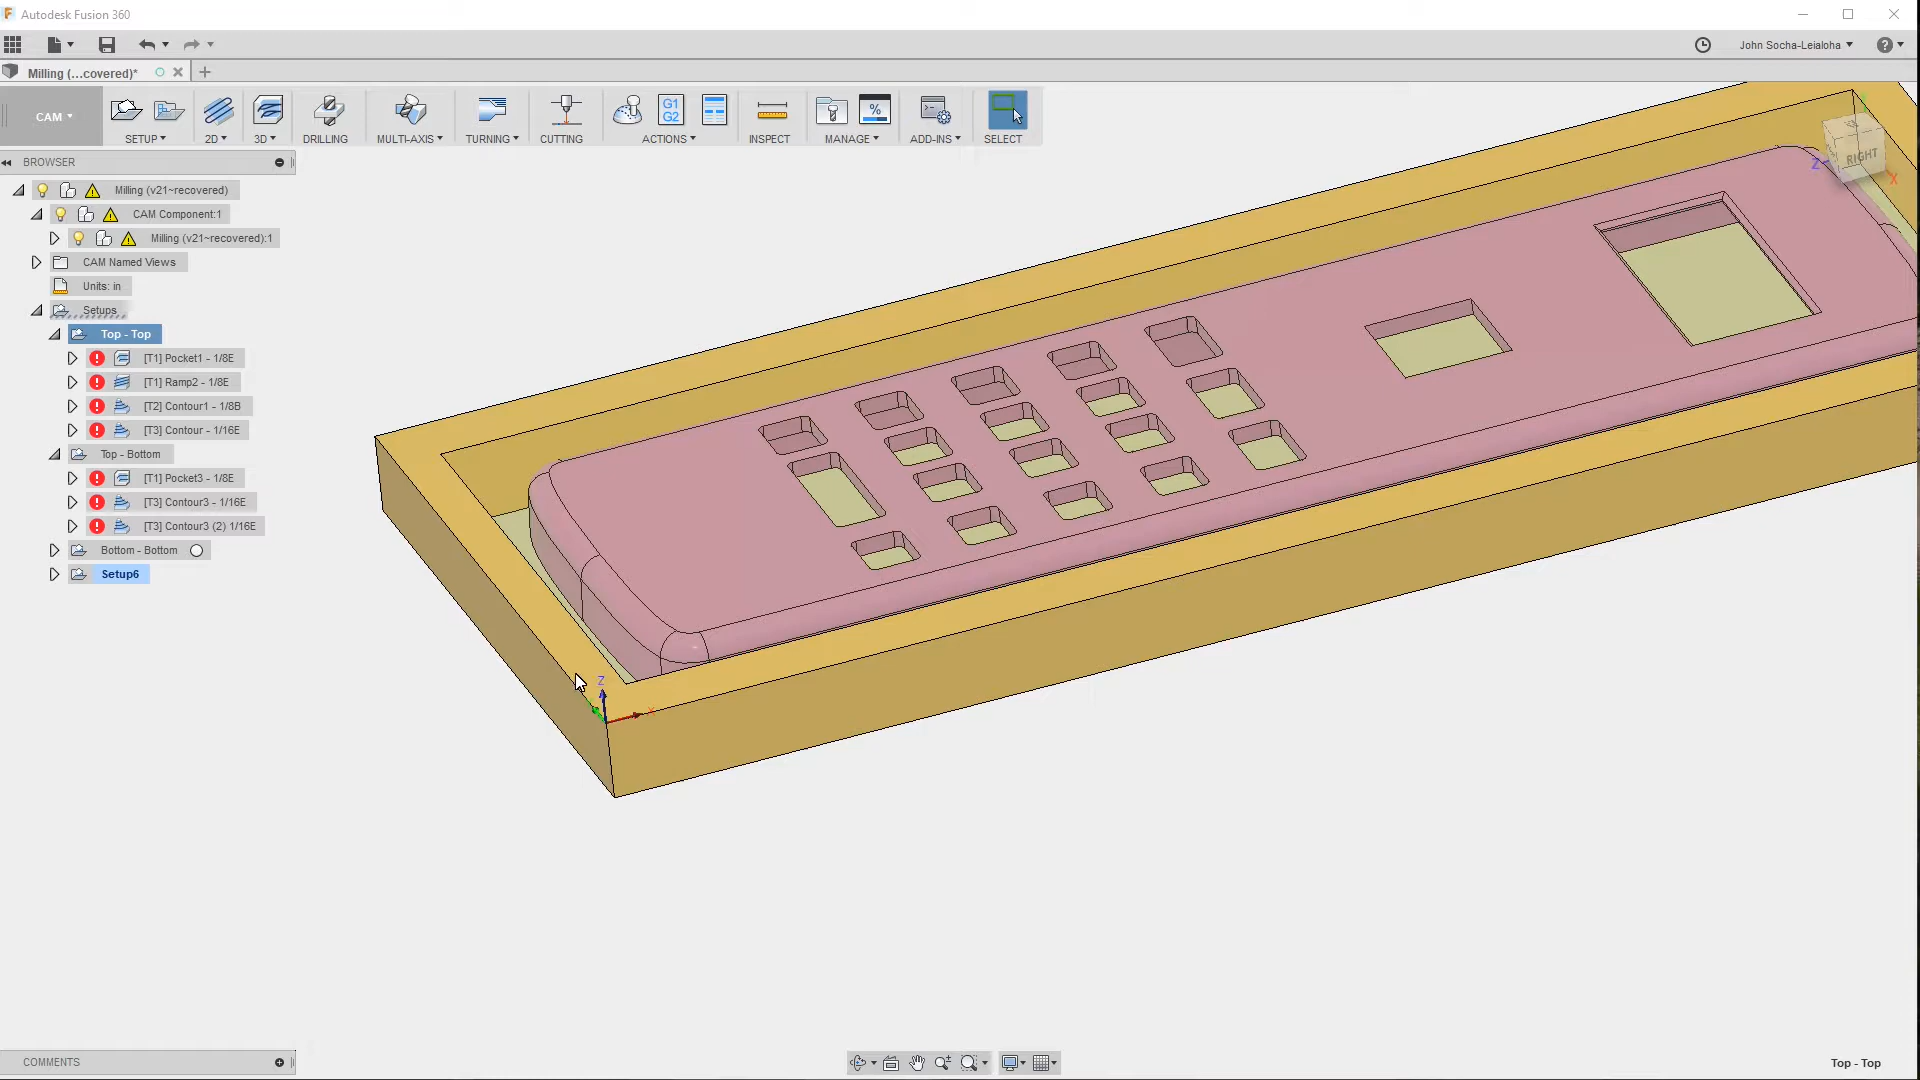 Autodesk Fusion 360
John Socha-Leialoha
Milling (...covered)*
CAM
SETUP
2D
3D
DRILLING
MULTI-AXIS
TURNING
CUTTING
G1
G2
ACTIONS
INSPECT
%
MANAGE
ADD-INS
SELECT
BROWSER
Milling (v21~recovered)
CAM Component:1
Milling (v21~recovered):1
CAM Named Views
Units: in
Setups
Top - Top
[T1] Pocket1 - 1/8E
[T1] Ramp2 - 1/8E
[T2] Contour1 - 1/8B
[T3] Contour - 1/16E
Top - Bottom
[T1] Pocket3 - 1/8E
[T3] Contour3 - 1/16E
[T3] Contour3 (2) 1/16E
Bottom - Bottom
Setup6
RIGHT
Z
X
Z
X
COMMENTS
Top - Top